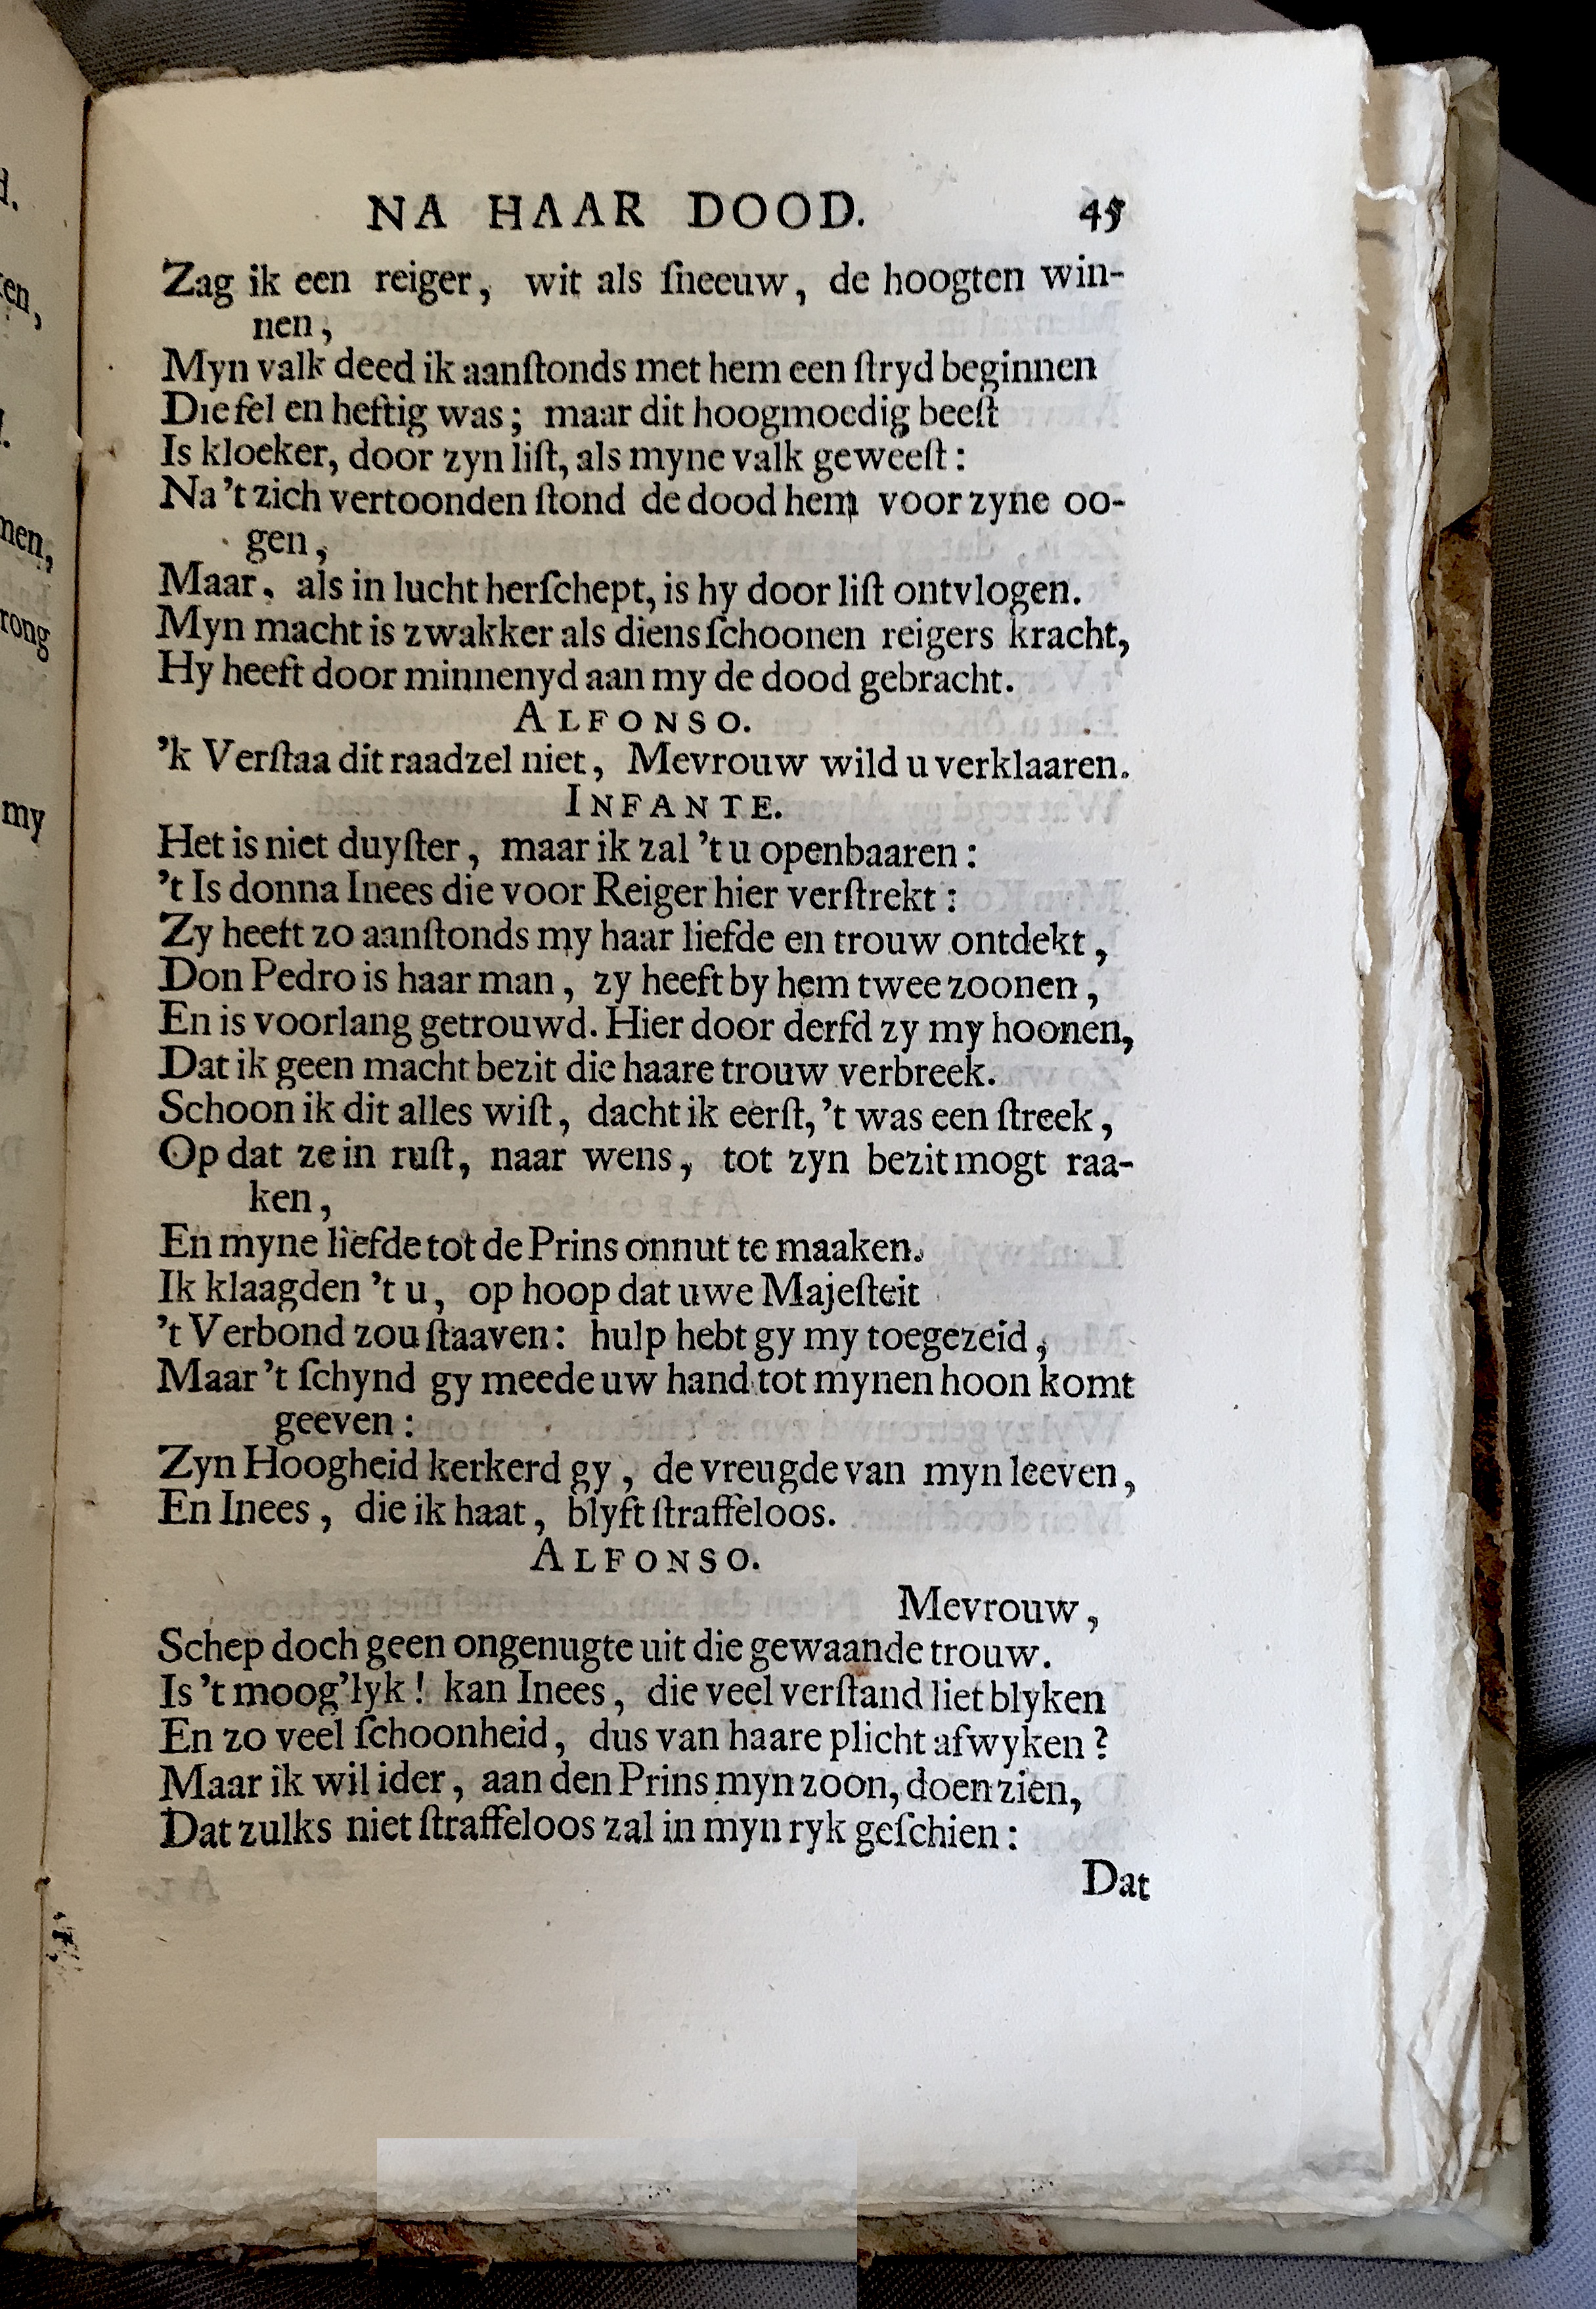 NA HAAR DOOD. 45
Zag ik een reiger, wit als ſneeuw, de hoogten win-
nen,
Myn valk deed ik aanſtonds met hem een ſtryd beginnen
Die fel en heftig was; maar dit hoogmoedig beeſt
Is kloeker, door zyn liſt, als myne valk geweeſt:
Na 't zich vertoonden ſtond de dood hem voor zyne oo-
gen,
Maar, als in lucht herſchept, is hy door liſt ontvlogen.
Myn macht is zwakker als diens ſchoonen reigers kracht,
Hy heeft door minnenyd aan my de dood gebracht.
ALFONSO.
'k Verſtaa dit raadzel niet, Mevrouw wild u verklaaren.
INFANTE.
Het is niet duyſter, maar ik zal 't u openbaaren:
't Is donna Inees die voor Reiger hier verſtrekt:
Zy heeft zo aanſtonds my haar liefde en trouw ontdekt,
Don Pedro is haar man, zy heeft by hem twee zoonen,
En is voorlang getrouwd. Hier door derfd zy my hoonen,
Dat ik geen macht bezit die haare trouw verbreek.
Schoon ik dit alles wiſt, dacht ik eerſt, 't was een ſtreek,
Op dat ze in ruſt, naar wens, tot zyn bezit mogt raa-
ken,
En myne liefde tot de Prins onnut te maaken.
Ik klaagden 't u, op hoop dat uwe Majeſteit
't Verbond zou ſtaaven: hulp hebt gy my toegezeid,
Maar 't ſchynd gy meede uw hand tot mynen hoon komt
geeven:
Zyn Hoogheid kerkerd gy, de vreugde van myn leeven,
En Inees, die ik haat, blyft ſtraffeloos.
ALFONSO.
Mevrouw,
Schep doch geen ongenugte uit die gewaande trouw.
Is 't moog'lyk! kan Inees, die veel verſtand liet blyken
En zo veel ſchoonheid, dus van haare plicht afwyken?
Maar ik wil ider, aan den Prins myn zoon, doen zien,
Dat zulks niet ſtraffeloos zal in myn ryk geſchien:
Dat